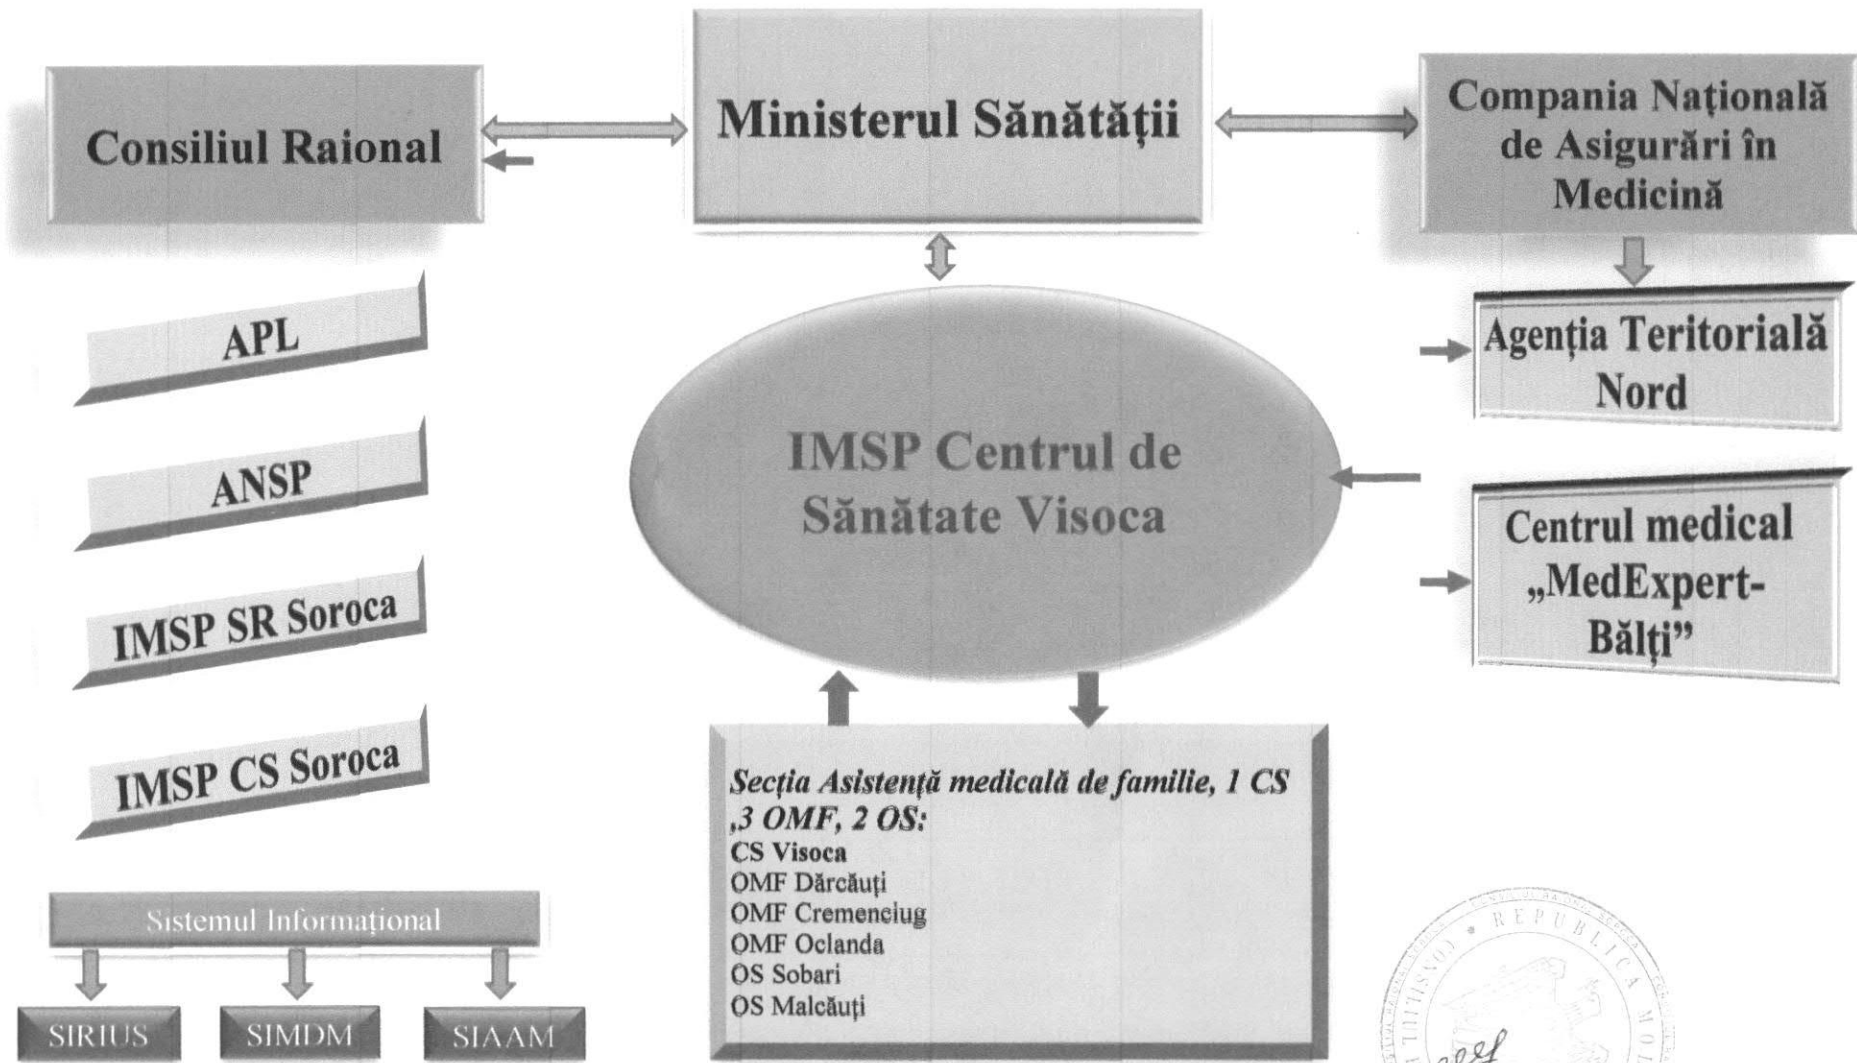 Consiliul Raional
Ministerul Sănătății
Compania Națională
de Asigurări în
Medicină
APL
ANSP
IMSP SR Soroca
IMSP CS Soroca
IMSP Centrul de
Sănătate Visoca
Agenția Teritorială
Nord
Centrul medical
„MedExpert-
Bălți”
Secția Asistență medicală de familie, 1 CS
,3 OMF, 2 OS:
CS Visoca
OMF Dărcăuți
OMF Cremenciug
OMF Oclanda
OS Sobari
OS Malcăuți
Sistemul Informațional
SIRIUS
SIMDM
SIAAM
REPUBLICA